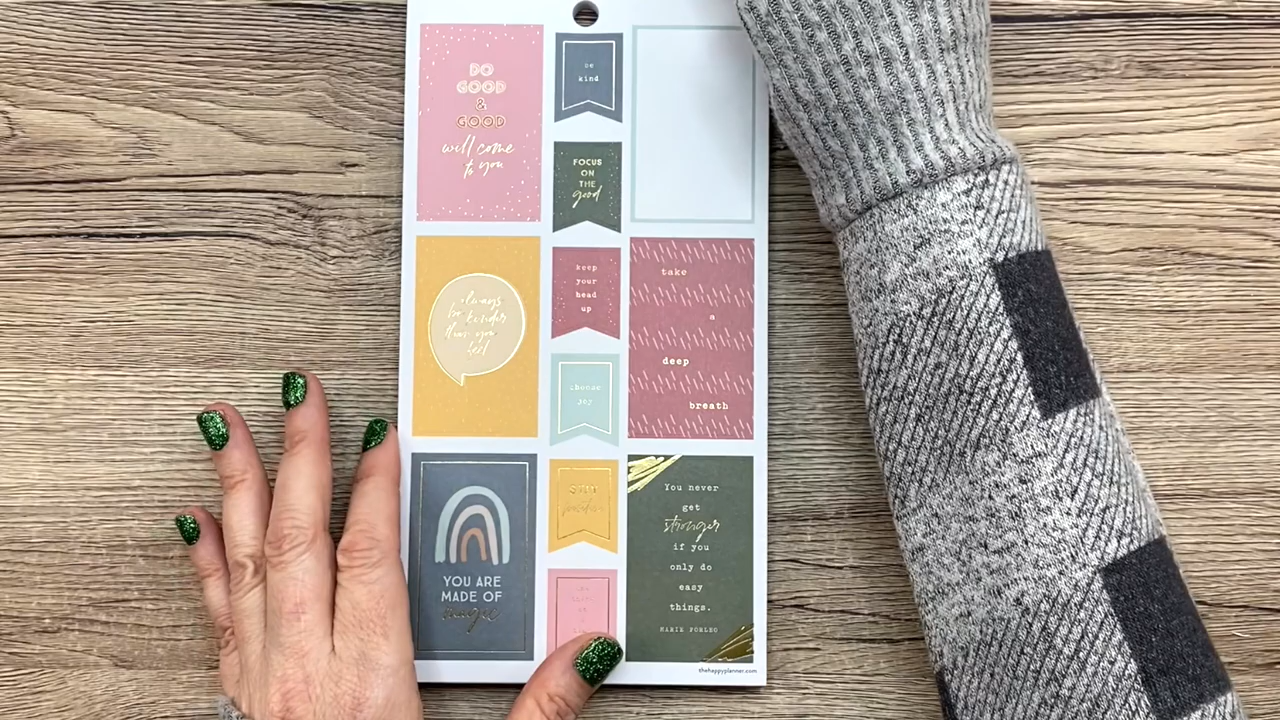 DO
GOOD
&
GOOD
will come
to you
be
kind
FOCUS
ON
THE
good
always
be kinder
than you
feel
keep
your
head
up
choose
joy
take
a
deep
breath
YOU ARE
MADE OF
magic
STAY
positive
You never
get
stronger
if you
only do
easy
things.
MARIE FORLEO
thehappyplanner.com